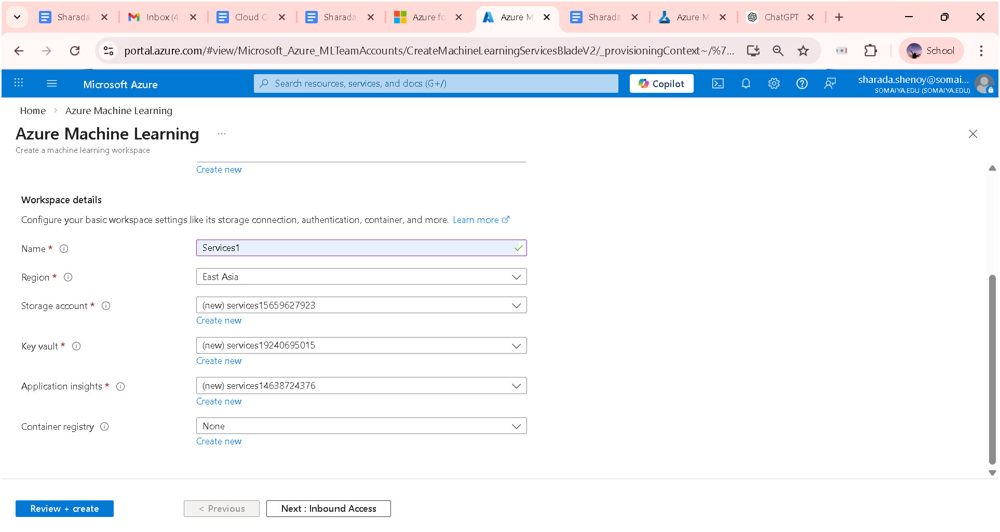 Sharada
Inbox (4
Cloud C
Sharada
Azure fo
Azure M
Sharada
Azure M
ChatGPT
portal.azure.com/#view/Microsoft_Azure_MLTeamAccounts/CreateMachineLearningServicesBladeV2/_provisioningContext~/%7...
School
Microsoft Azure
Search resources, services, and docs (G+/)
Copilot
sharada.shenoy@somai...
SOMAIYA.EDU (SOMAIYA.EDU)
Home > Azure Machine Learning
Azure Machine Learning ...
Create a machine learning workspace
Create new
Workspace details
Configure your basic workspace settings like its storage connection, authentication, container, and more. Learn more
Name * Services1
Region * East Asia
Storage account * (new) services15659627923
Create new
Key vault * (new) services19240695015
Create new
Application insights * (new) services14638724376
Create new
Container registry None
Create new
Review + create
< Previous
Next : Inbound Access